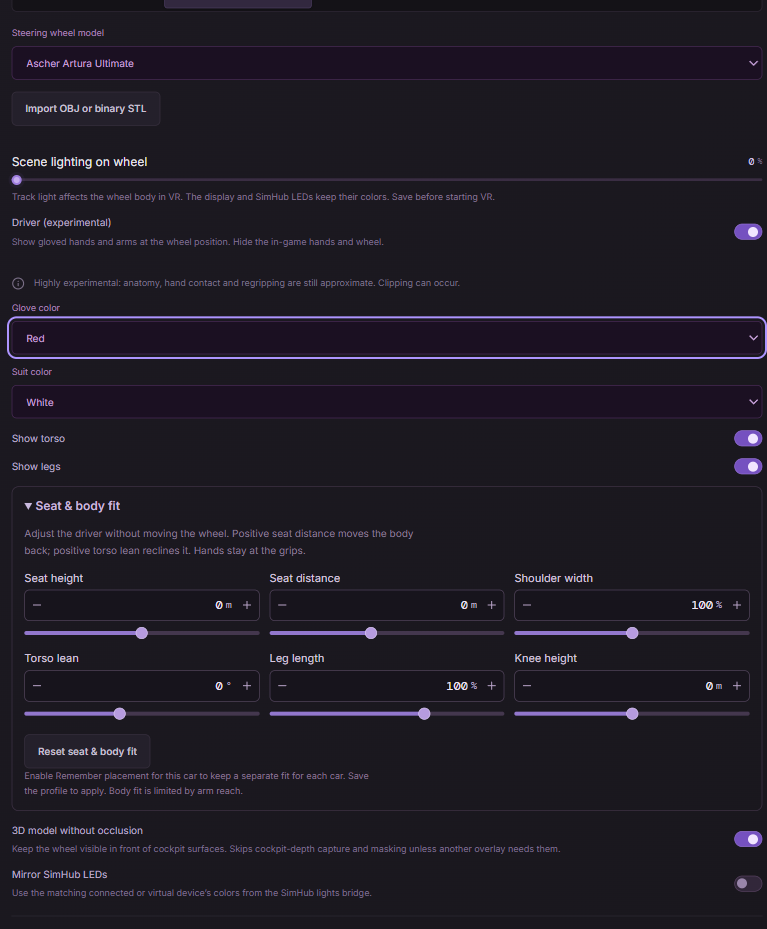 Steering wheel model
Ascher Artura Ultimate
Import OBJ or binary STL
Scene lighting on wheel
0 %
Track light affects the wheel body in VR. The display and SimHub LEDs keep their colors. Save before starting VR.
Driver (experimental)
Show gloved hands and arms at the wheel position. Hide the in-game hands and wheel.
Highly experimental: anatomy, hand contact and regripping are still approximate. Clipping can occur.
Glove color
Red
Suit color
White
Show torso
Show legs
▼ Seat & body fit
Adjust the driver without moving the wheel. Positive seat distance moves the body
back; positive torso lean reclines it. Hands stay at the grips.
Seat height
− 0 m +
Seat distance
− 0 m +
Shoulder width
− 100 % +
Torso lean
− 0 ° +
Leg length
− 100 % +
Knee height
− 0 m +
Reset seat & body fit
Enable Remember placement for this car to keep a separate fit for each car. Save
the profile to apply. Body fit is limited by arm reach.
3D model without occlusion
Keep the wheel visible in front of cockpit surfaces. Skips cockpit-depth capture and masking unless another overlay needs them.
Mirror SimHub LEDs
Use the matching connected or virtual device's colors from the SimHub lights bridge.